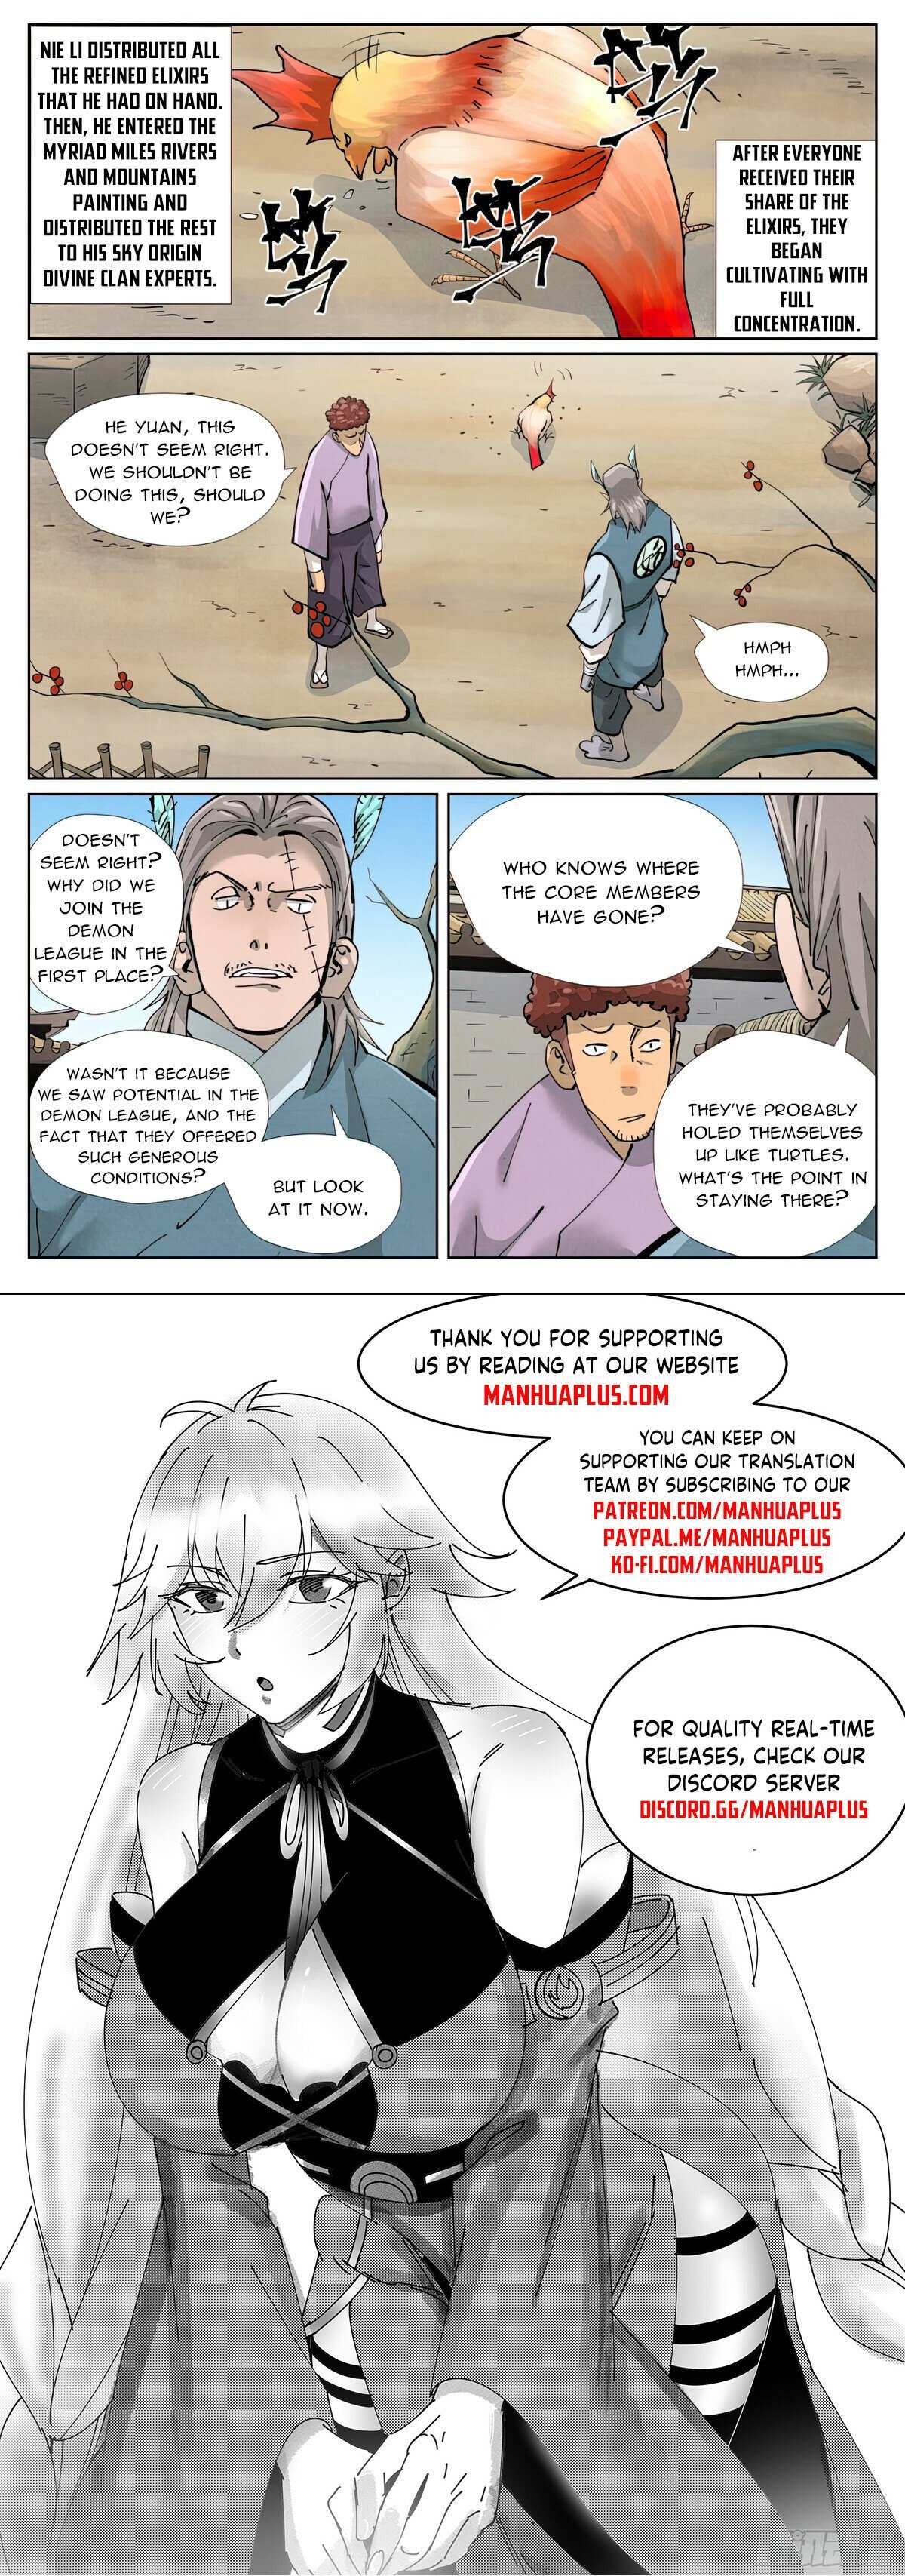 NIE LI DISTRIBUTED ALL
THE REFINED ELIXIRS
THAT HE HAD ON HAND.
THEN, HE ENTERED THE
MYRIAD MILES RIVERS
AND MOUNTAINS
PAINTING AND
DISTRIBUTED THE REST
TO HIS SKY ORIGIN
DIVINE CLAN EXPERTS.
AFTER EVERYONE
RECEIVED THEIR
SHARE OF THE
ELIXIRS, THEY
BEGAN
CULTIVATING WITH
FULL
CONCENTRATION.
HE YUAN, THIS
DOESN'T SEEM RIGHT.
WE SHOULDN'T BE
DOING THIS, SHOULD
WE?
HMPH
HMPH...
DOESN'T
SEEM RIGHT?
WHY DID WE
JOIN THE
DEMON
LEAGUE IN THE
FIRST PLACE?
WASN'T IT BECAUSE
WE SAW POTENTIAL IN THE
DEMON LEAGUE, AND THE
FACT THAT THEY OFFERED
SUCH GENEROUS
CONDITIONS?
BUT LOOK
AT IT NOW.
WHO KNOWS WHERE
THE CORE MEMBERS
HAVE GONE?
THEY'VE PROBABLY
HOLED THEMSELVES
UP LIKE TURTLES.
WHAT'S THE POINT IN
STAYING THERE?
THANK YOU FOR SUPPORTING
US BY READING AT OUR WEBSITE
MANHUAPLUS.COM
YOU CAN KEEP ON
SUPPORTING OUR TRANSLATION
TEAM BY SUBSCRIBING TO OUR
PATREON.COM/MANHUAPLUS
PAYPAL.ME/MANHUAPLUS
KO-FI.COM/MANHUAPLUS
FOR QUALITY REAL-TIME
RELEASES, CHECK OUR
DISCORD SERVER
DISCORD.GG/MANHUAPLUS